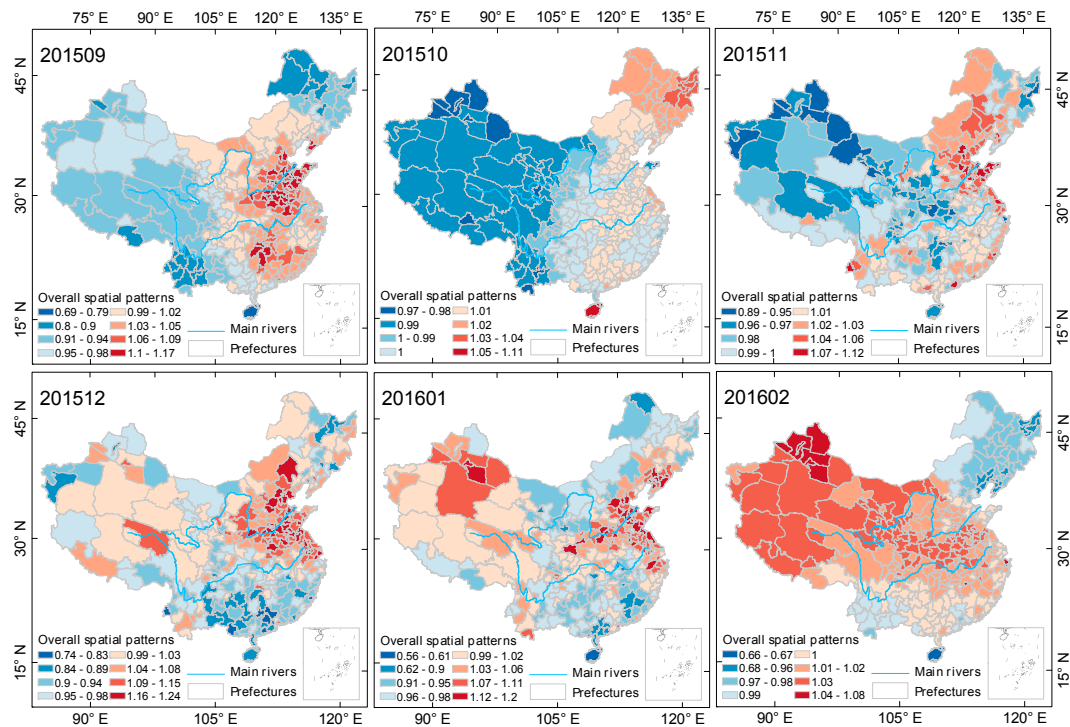 75° E 90° E 105° E 120° E 135° E 75° E 90° E 105° E 120° E 135° E 75° E 90° E 105° E 120° E 135° E
201509
45° N
30° N
15° N
Overall spatial patterns
0.69 - 0.79 0.99 - 1.02
0.8 - 0.9 1.03 - 1.05
0.91 - 0.94 1.06 - 1.09
0.95 - 0.98 1.1 - 1.17
Main rivers
Prefectures
201510
Overall spatial patterns
0.97 - 0.98 1.01
0.99 1.02
1 - 0.99 1.03 - 1.04
1 1.05 - 1.11
Main rivers
Prefectures
201511
45° N
30° N
15° N
Overall spatial patterns
0.89 - 0.95 1.01
0.96 - 0.97 1.02 - 1.03
0.98 1.04 - 1.06
0.99 - 1 1.07 - 1.12
Main rivers
Prefectures
201512
45° N
30° N
15° N
Overall spatial patterns
0.74 - 0.83 0.99 - 1.03
0.84 - 0.89 1.04 - 1.08
0.9 - 0.94 1.09 - 1.15
0.95 - 0.98 1.16 - 1.24
Main rivers
Prefectures
201601
Overall spatial patterns
0.56 - 0.61 0.99 - 1.02
0.62 - 0.9 1.03 - 1.06
0.91 - 0.95 1.07 - 1.11
0.96 - 0.98 1.12 - 1.2
Main rivers
Prefectures
201602
45° N
30° N
15° N
Overall spatial patterns
0.66 - 0.67 1
0.68 - 0.96 1.01 - 1.02
0.97 - 0.98 1.03
0.99 1.04 - 1.08
Main rivers
Prefectures
90° E 105° E 120° E 90° E 105° E 120° E 90° E 105° E 120° E